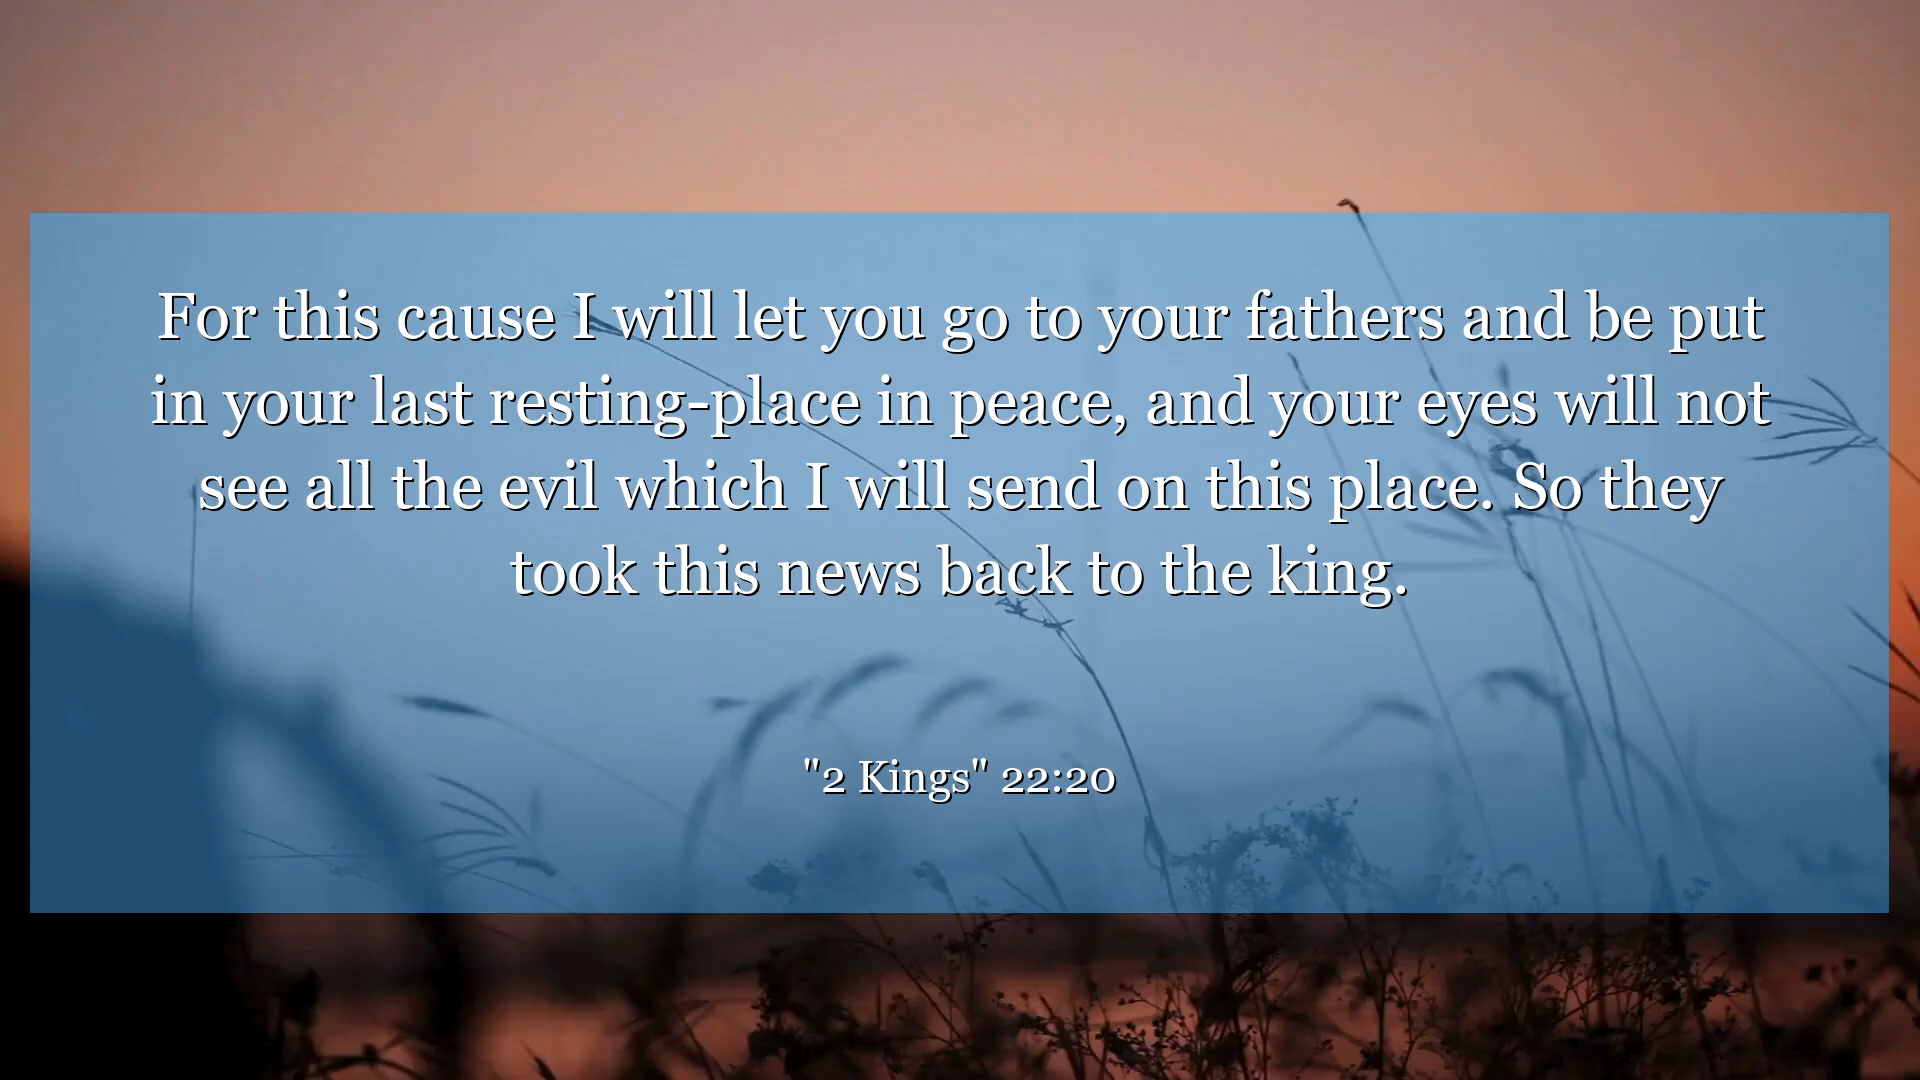 For this cause I will let you go to your fathers and be put
in your last resting-place in peace, and your eyes will not
see all the evil which I will send on this place. So they
took this news back to the king.
"2 Kings" 22:20